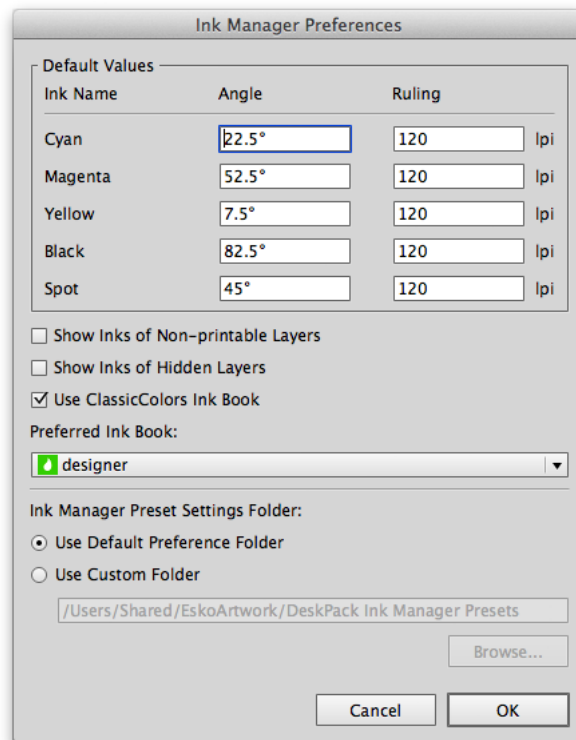 Ink Manager Preferences
Default Values
Ink Name Angle Ruling
Cyan 22.5° 120 lpi
Magenta 52.5° 120 lpi
Yellow 7.5° 120 lpi
Black 82.5° 120 lpi
Spot 45° 120 lpi
Show Inks of Non-printable Layers
Show Inks of Hidden Layers
Use ClassicColors Ink Book
Preferred Ink Book:
designer
Ink Manager Preset Settings Folder:
Use Default Preference Folder
Use Custom Folder
/Users/Shared/EskoArtwork/DeskPack Ink Manager Presets
Browse...
Cancel OK